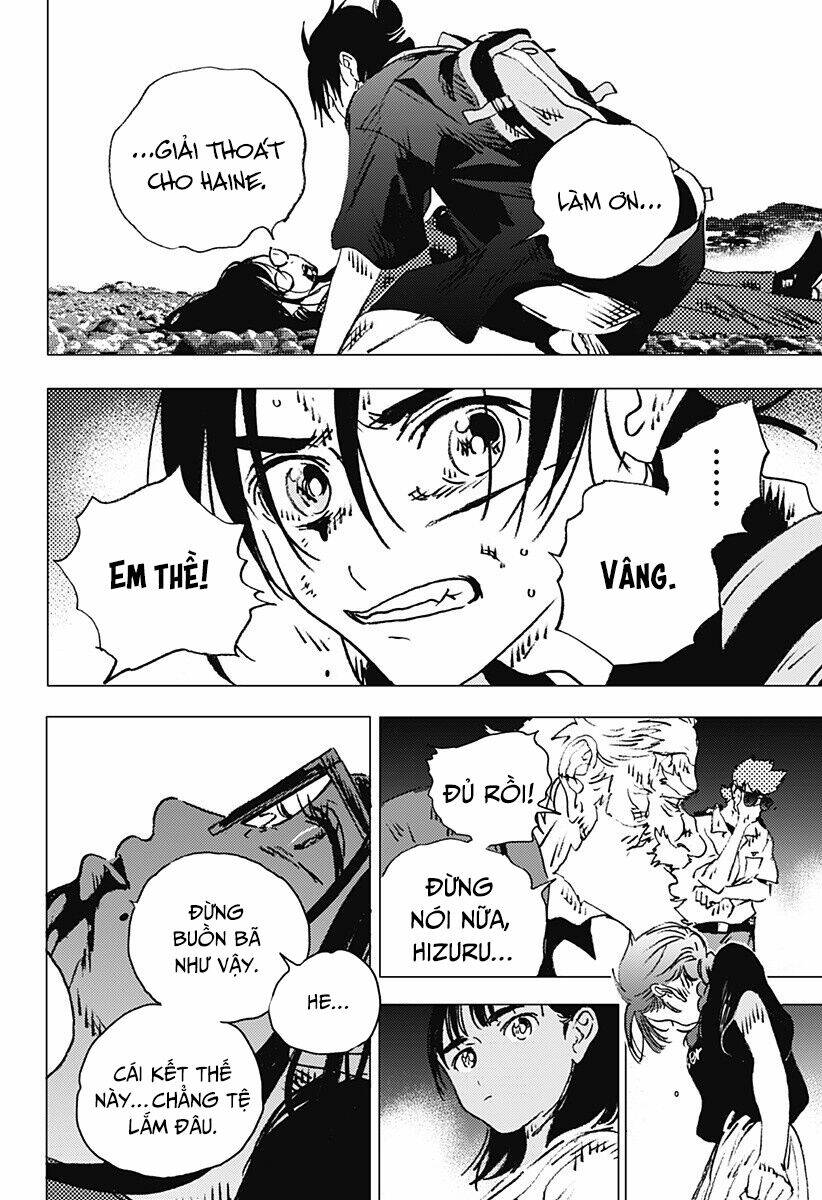 LÀM ƠN...
...GIẢI THOÁT
CHO HAINE.
......
VÂNG.
EM THỀ!
ĐỦ RỒI!
ĐỪNG
NÓI NỮA,
HIZURU...
HE...
ĐỪNG
BUỒN BÃ
NHƯ VẬY.
CÁI KẾT THẾ
NÀY...CHẲNG TỆ
LẮM ĐÂU.